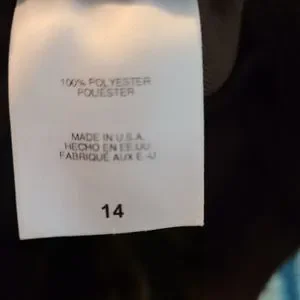 100% POLYESTER
POLIESTER
MADE IN U.S.A.
HECHO EN EE.UU
FABRIQUÉ AUX E.-U
14